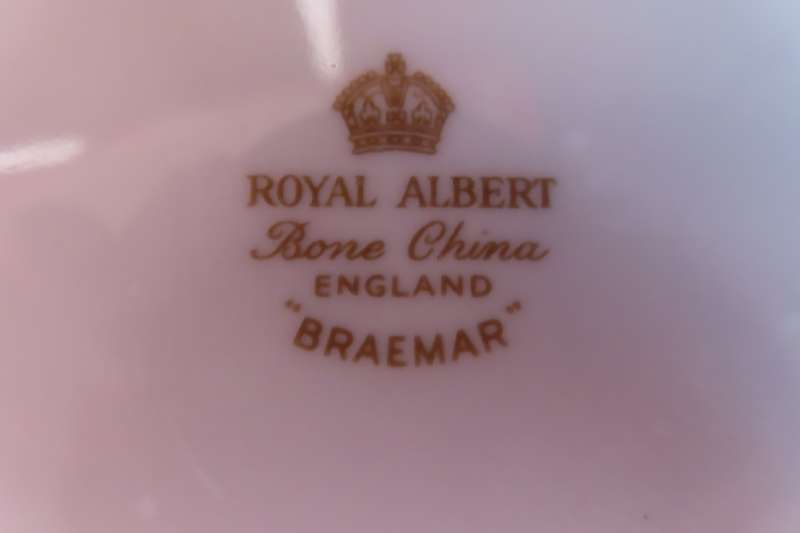 ROYAL ALBERT
Bone China
ENGLAND
"BRAEMAR"